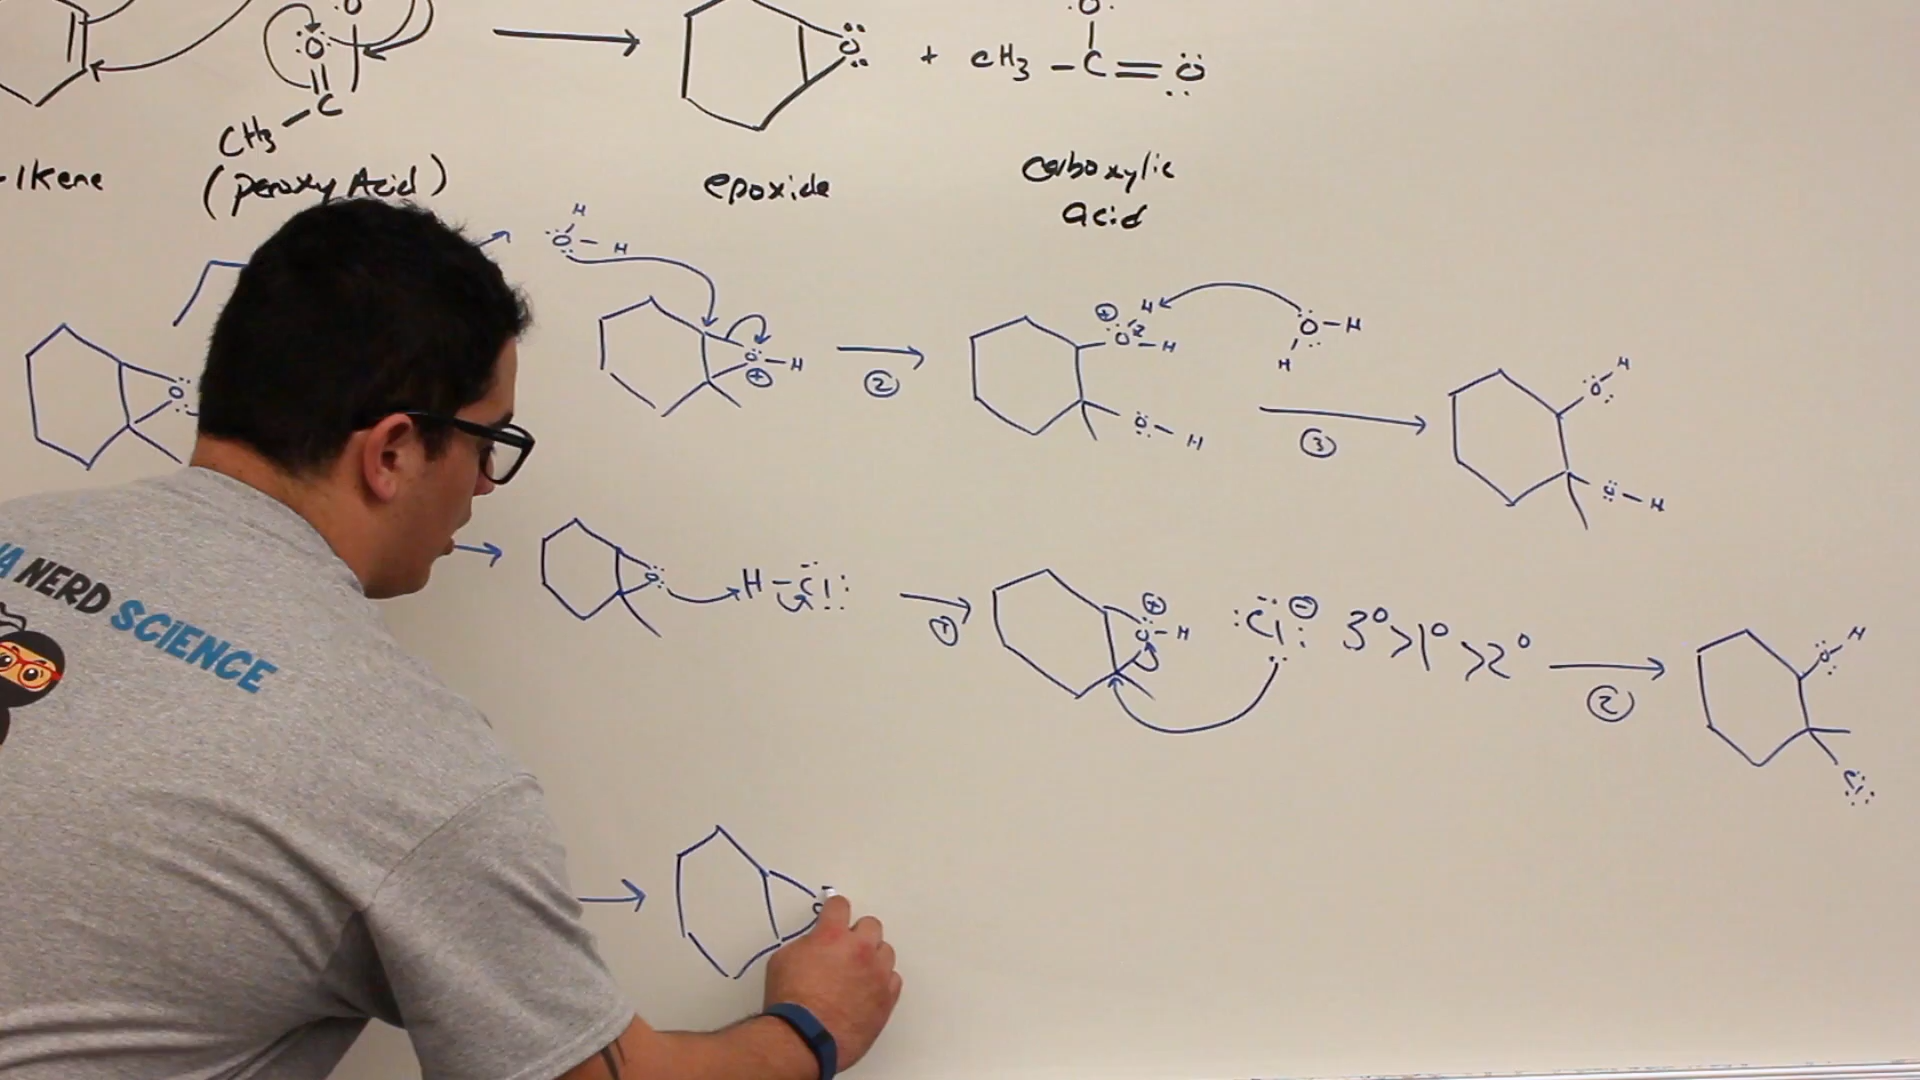 CH3
C
O
O
+ CH3 - C = O
lkene
(peroxy Acid)
epoxide
carboxylic
acid
H
O - H
O - H
+
2
+ H
O - H
O - H
O - H
H
3
O H
O - H
O
H - Cl
1
+
O - H
Cl - 3° > 1° > 2°
2
O H
Cl
NERD SCIENCE